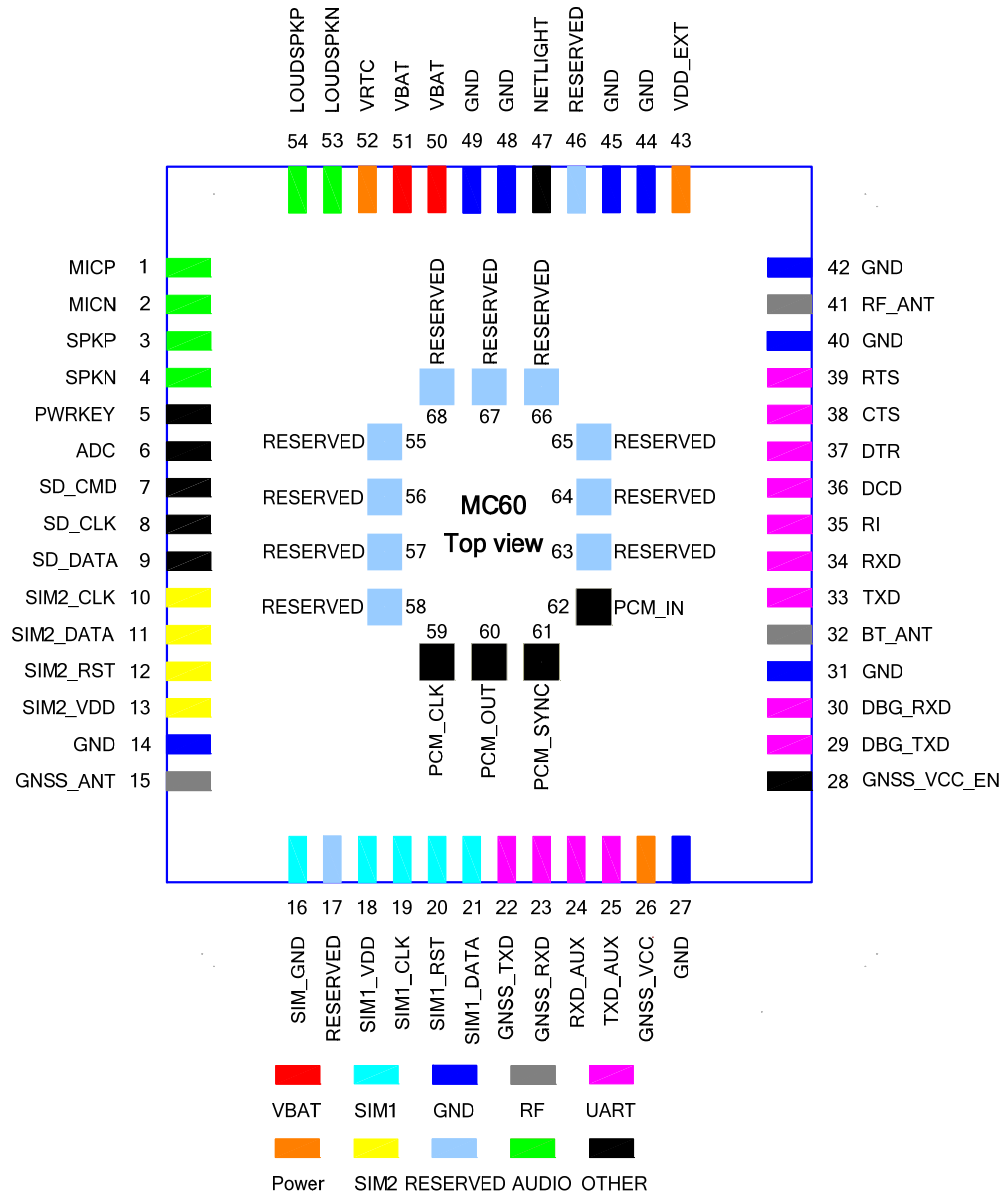 LOUDSPKP
LOUDSPKN
VRTC
VBAT
VBAT
GND
GND
NETLIGHT
RESERVED
GND
GND
VDD_EXT
54 53 52 51 50 49 48 47 46 45 44 43
MICP 1
MICN 2
SPKP 3
SPKN 4
PWRKEY 5
ADC 6
SD_CMD 7
SD_CLK 8
SD_DATA 9
SIM2_CLK 10
SIM2_DATA 11
SIM2_RST 12
SIM2_VDD 13
GND 14
GNSS_ANT 15
RESERVED
RESERVED
RESERVED
68 67 66
RESERVED 55
RESERVED 56
RESERVED 57
RESERVED 58
MC60
Top view
65 RESERVED
64 RESERVED
63 RESERVED
62 PCM_IN
59 60 61
PCM_CLK
PCM_OUT
PCM_SYNC
42 GND
41 RF_ANT
40 GND
39 RTS
38 CTS
37 DTR
36 DCD
35 RI
34 RXD
33 TXD
32 BT_ANT
31 GND
30 DBG_RXD
29 DBG_TXD
28 GNSS_VCC_EN
16 17 18 19 20 21 22 23 24 25 26 27
SIM_GND
RESERVED
SIM1_VDD
SIM1_CLK
SIM1_RST
SIM1_DATA
GNSS_TXD
GNSS_RXD
RXD_AUX
TXD_AUX
GNSS_VCC
GND
VBAT SIM1 GND RF UART
Power SIM2 RESERVED AUDIO OTHER